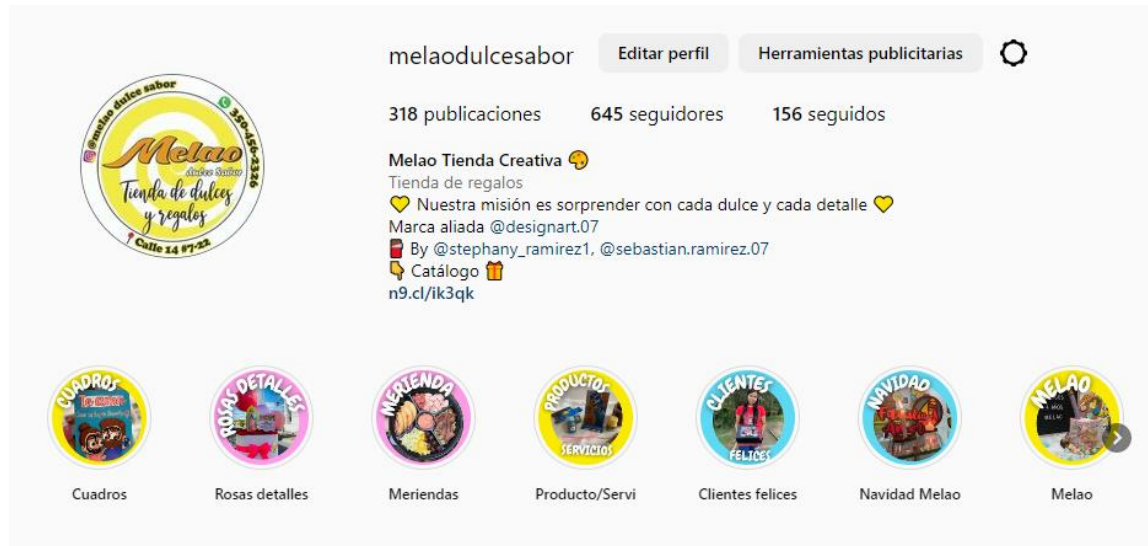 melaodulcesabor Editar perfil Herramientas publicitarias
318 publicaciones 645 seguidores 156 seguidos
Melao Tienda Creativa 🎨
Tienda de regalos
💛 Nuestra misión es sorprender con cada dulce y cada detalle 💛
Marca aliada @designart.07
By @stephany_ramirez1, @sebastian.ramirez.07
👇 Catálogo 🎁
n9.cl/ik3qk
@melao dulce sabor
350-456-2326
Melao
dulce Sabor
Tienda de dulces
y regalos
Calle 14 #7-22
CUADROS
ROSAS DETALLES
MERIENDA
PRODUCTOS
SERVICIOS
CLIENTES
FELICES
NAVIDAD
MELAO
Cuadros
Rosas detalles
Meriendas
Producto/Servi
Clientes felices
Navidad Melao
Melao